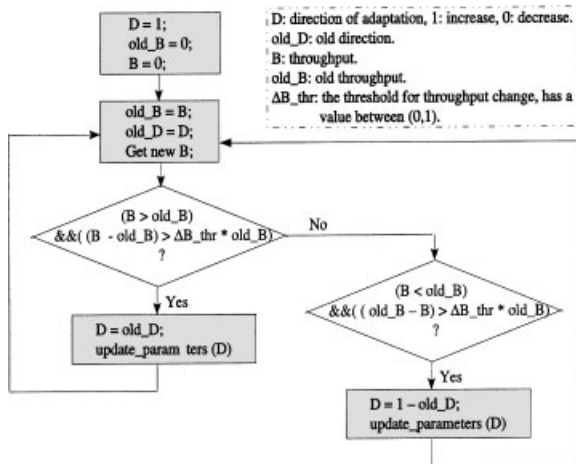 D = 1;
old_B = 0;
B = 0;
D: direction of adaptation, 1: increase, 0: decrease.
old_D: old direction.
B: throughput.
old_B: old throughput.
ΔB_thr: the threshold for throughput change, has a
value between (0,1).
old_B = B;
old_D = D;
Get new B;
(B > old_B)
&&( (B - old_B) > ΔB_thr * old_B)
?
No
Yes
D = old_D;
update_param ters (D)
(B < old_B)
&&( ( old_B – B) > ΔB_thr * old_B)
?
Yes
D = 1 – old_D;
update_parameters (D)